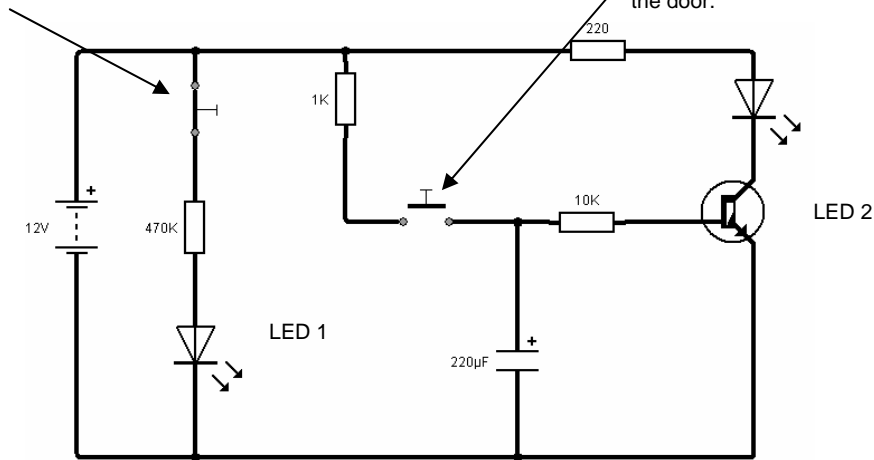 the door.
220
1K
+
12V
470K
10K
LED 2
LED 1
+
220µF